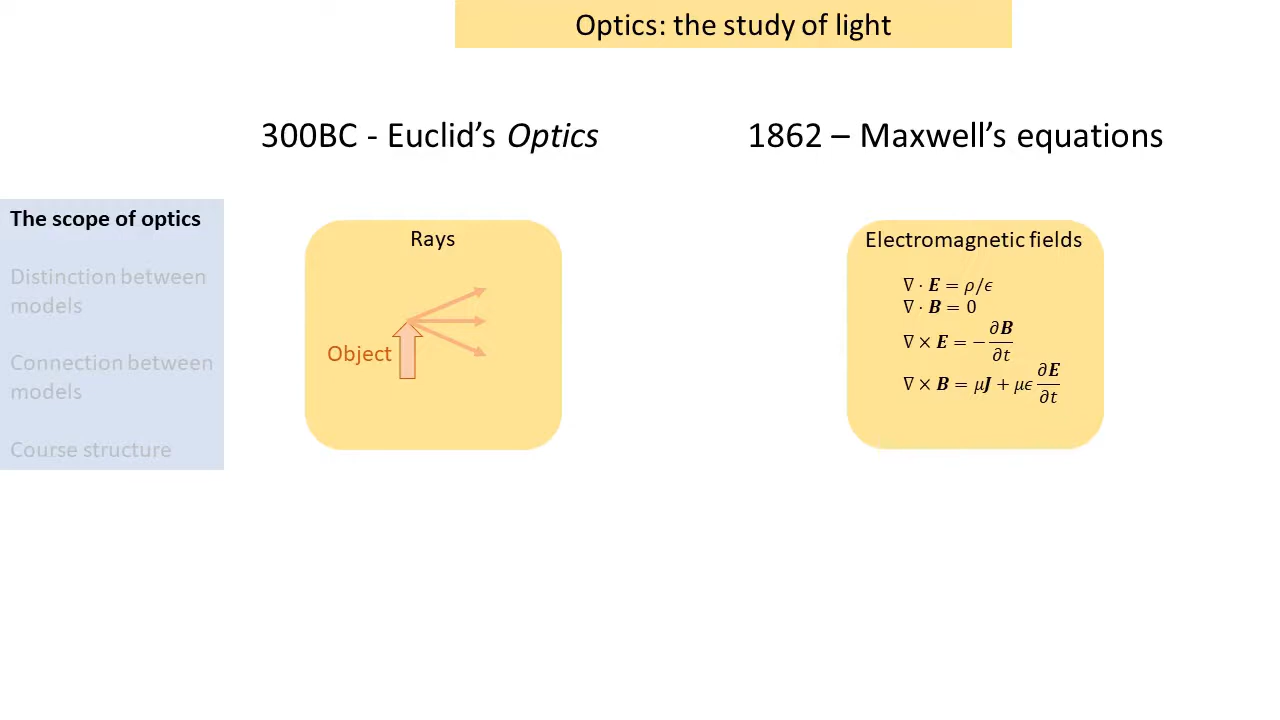 Optics: the study of light
300BC - Euclid’s Optics
1862 – Maxwell’s equations
The scope of optics
Distinction between
models
Connection between
models
Course structure
Rays
Object
Electromagnetic fields
∇ · E = ρ/ϵ
∇ · B = 0
∇ × E = −∂B/∂t
∇ × B = μJ + μϵ ∂E/∂t